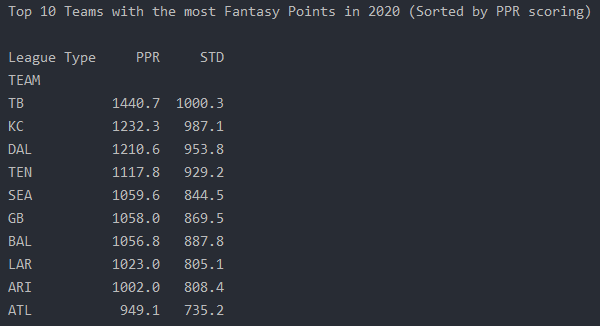 Top 10 Teams with the most Fantasy Points in 2020 (Sorted by PPR scoring)
League Type PPR STD
TEAM
TB 1440.7 1000.3
KC 1232.3 987.1
DAL 1210.6 953.8
TEN 1117.8 929.2
SEA 1059.6 844.5
GB 1058.0 869.5
BAL 1056.8 887.8
LAR 1023.0 805.1
ARI 1002.0 808.4
ATL 949.1 735.2